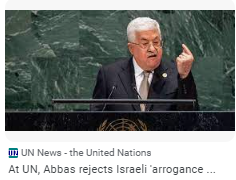 UN News - the United Nations
At UN, Abbas rejects Israeli 'arrogance ...